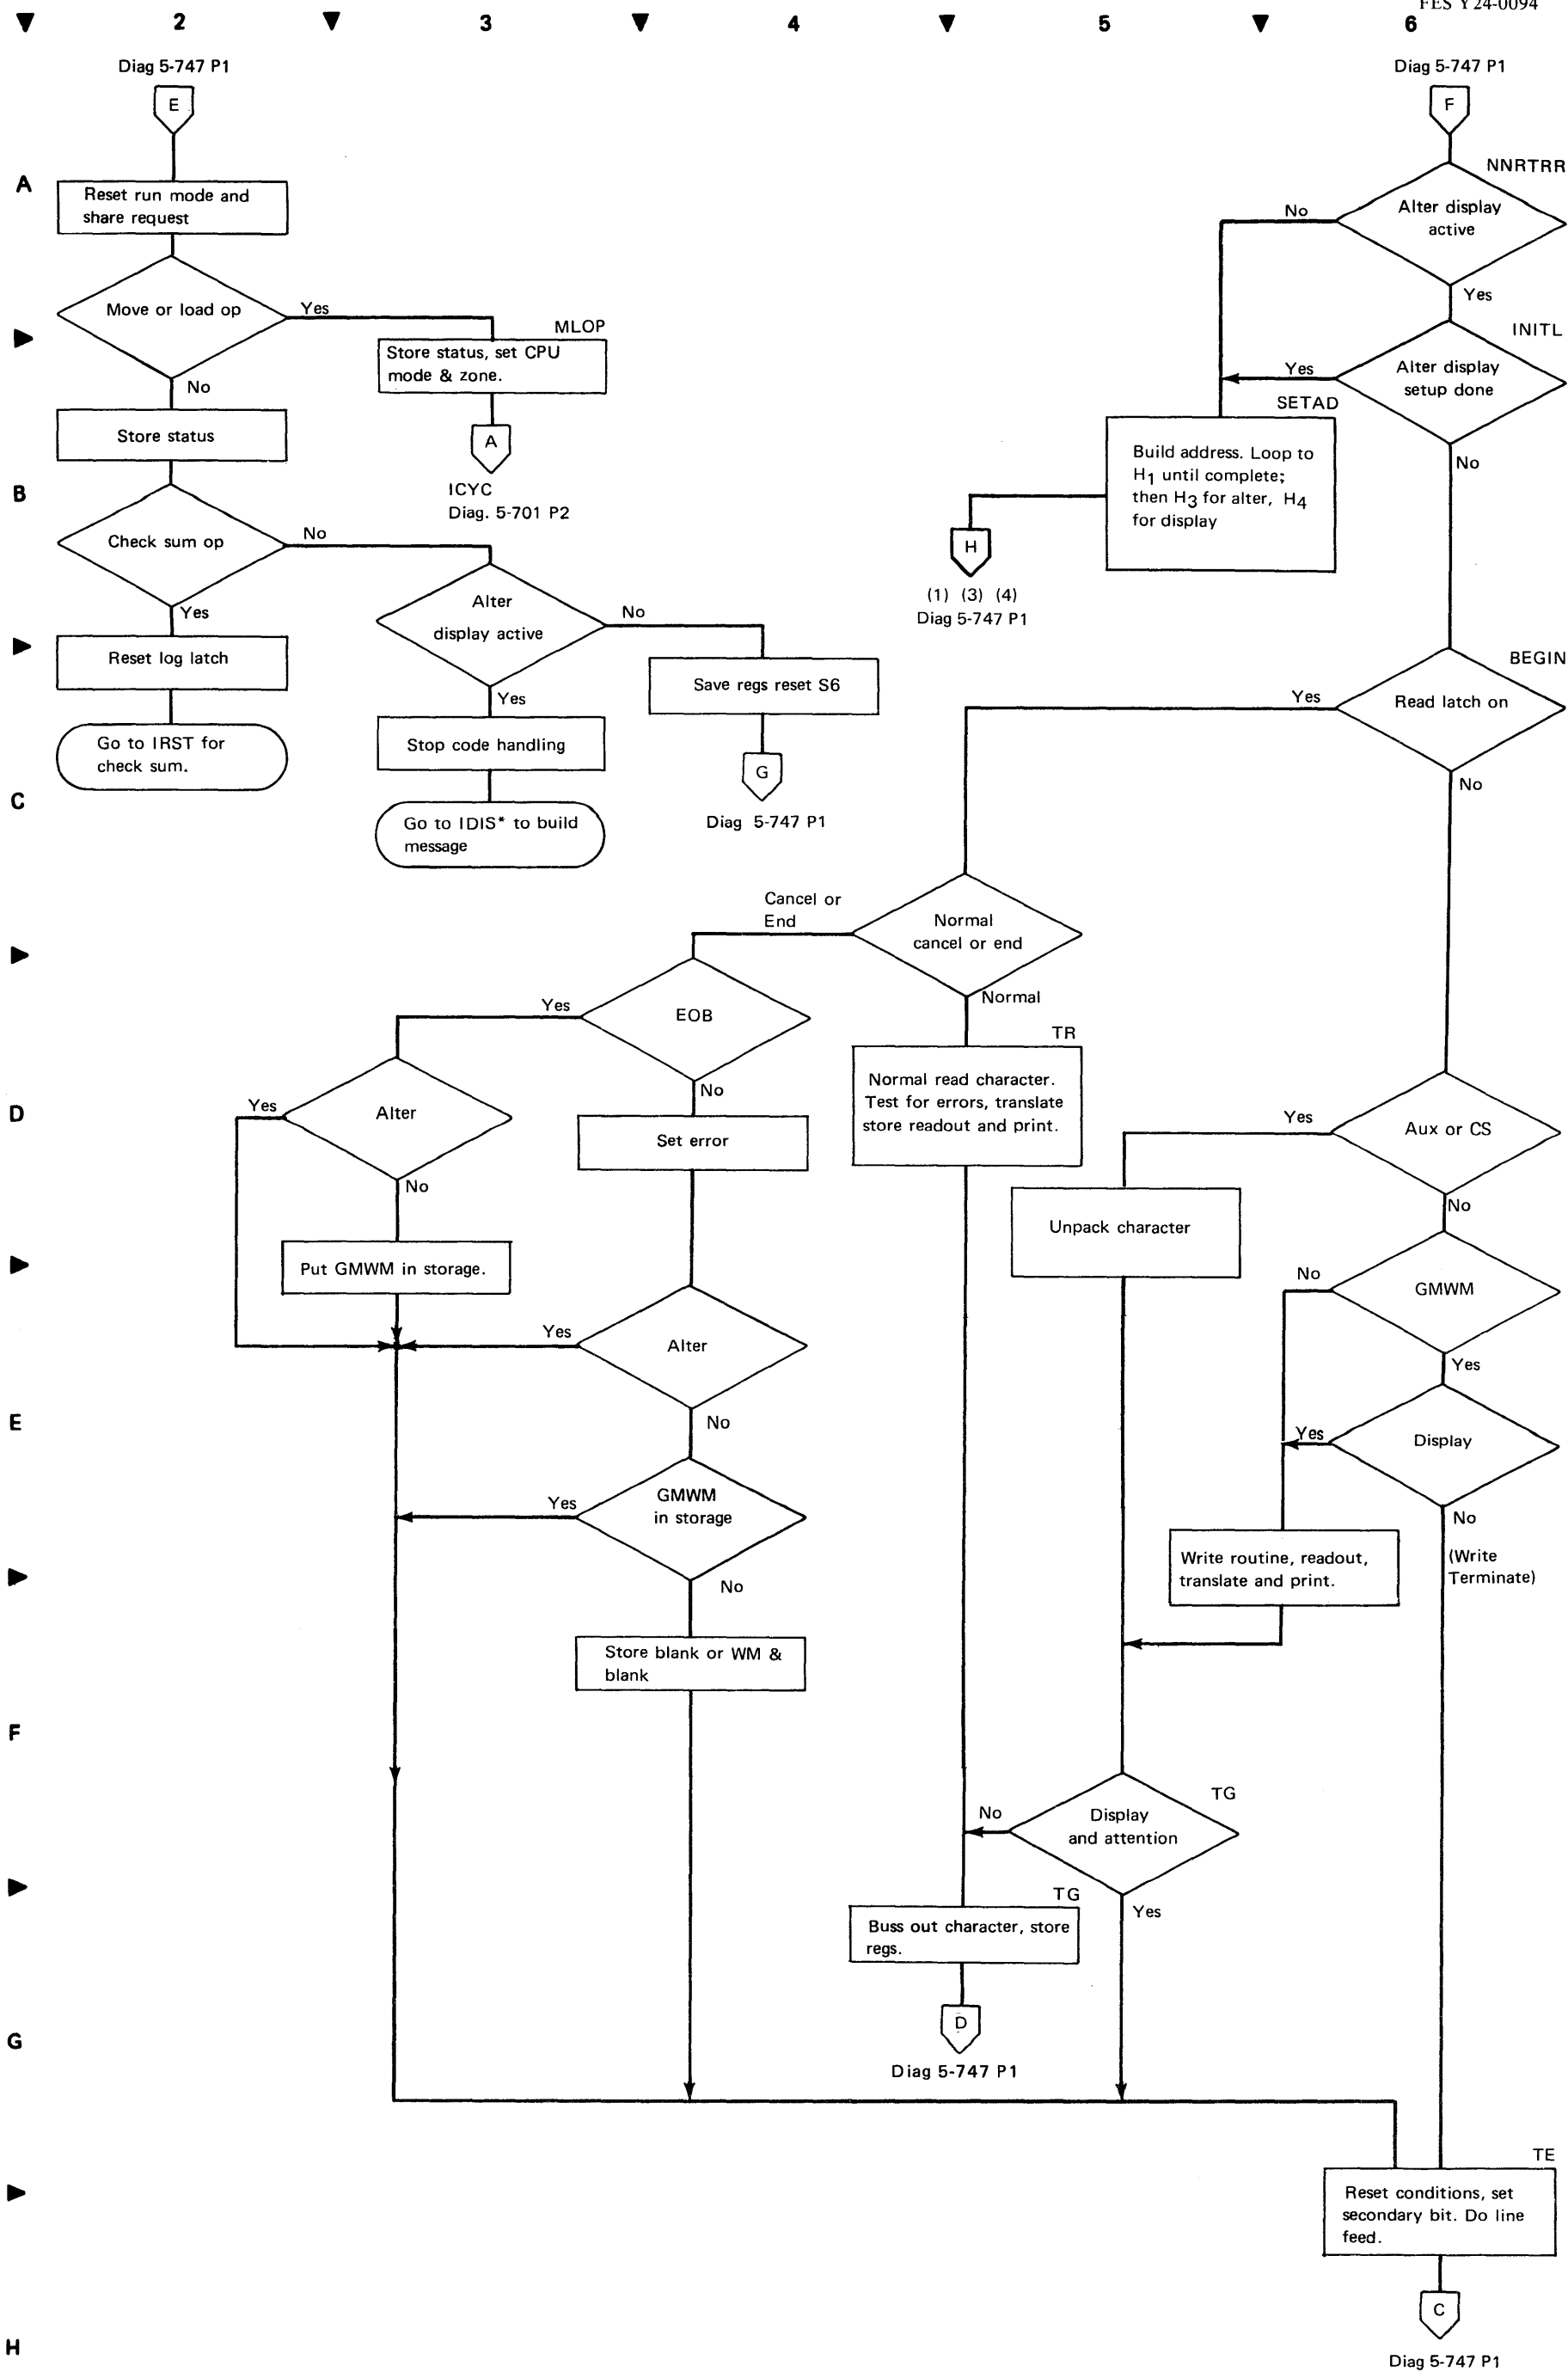 FES Y24-0094
2 3 4 5 6
Diag 5-747 P1
E
A
Reset run mode and
share request
Move or load op
Yes
No
MLOP
Store status, set CPU
mode & zone.
A
ICYC
Diag. 5-701 P2
Store status
B
Check sum op
No
Yes
Reset log latch
Go to IRST for
check sum.
Alter
display active
No
Yes
Stop code handling
Go to IDIS* to build
message
Save regs reset S6
G
Diag 5-747 P1
C
Diag 5-747 P1
F
NNRTRR
Alter display
active
No
Yes
INITL
Alter display
setup done
Yes
No
SETAD
Build address. Loop to
H1 until complete;
then H3 for alter, H4
for display
H
(1) (3) (4)
Diag 5-747 P1
BEGIN
Read latch on
Yes
No
Normal
cancel or end
Cancel or
End
Normal
EOB
Yes
No
D
Alter
Yes
No
Put GMWM in storage.
Set error
Alter
Yes
No
E
GMWM
in storage
Yes
No
Store blank or WM &
blank
TR
Normal read character.
Test for errors, translate
store readout and print.
Aux or CS
Yes
No
Unpack character
GMWM
No
Yes
Display
Yes
No
(Write
Terminate)
Write routine, readout,
translate and print.
F
TG
Display
and attention
No
Yes
TG
Buss out character, store
regs.
D
Diag 5-747 P1
G
TE
Reset conditions, set
secondary bit. Do line
feed.
C
Diag 5-747 P1
H